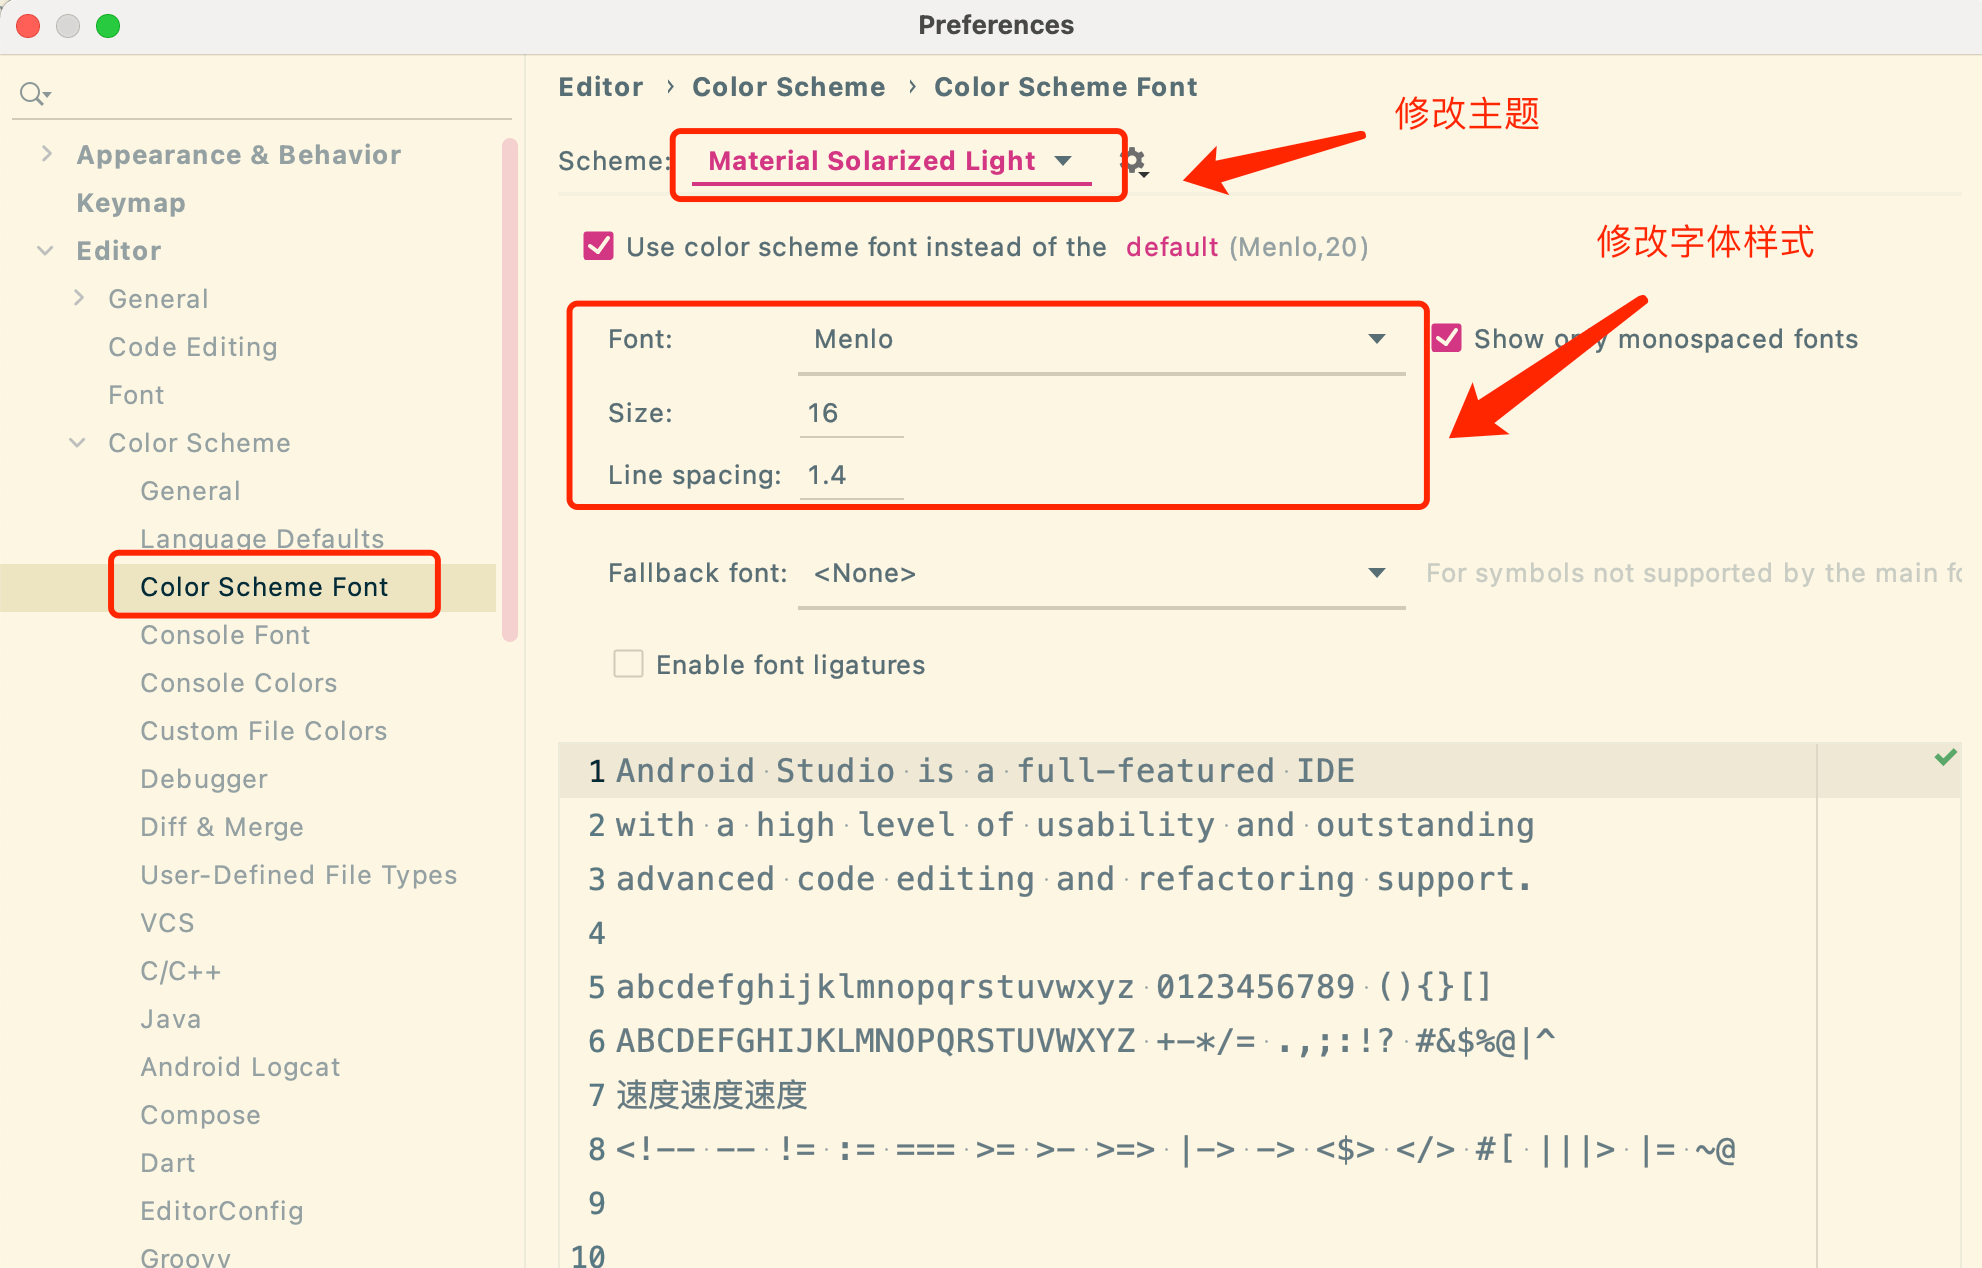 Preferences
Appearance & Behavior
Keymap
Editor
General
Code Editing
Font
Color Scheme
General
Language Defaults
Color Scheme Font
Console Font
Console Colors
Custom File Colors
Debugger
Diff & Merge
User-Defined File Types
VCS
C/C++
Java
Android Logcat
Compose
Dart
EditorConfig
Groovy
Editor › Color Scheme › Color Scheme Font
修改主题
Scheme: Material Solarized Light
Use color scheme font instead of the default (Menlo,20)
修改字体样式
Font: Menlo
Show only monospaced fonts
Size: 16
Line spacing: 1.4
Fallback font: <None> For symbols not supported by the main fo
Enable font ligatures
1 Android Studio is a full-featured IDE
2 with a high level of usability and outstanding
3 advanced code editing and refactoring support.
4
5 abcdefghijklmnopqrstuvwxyz 0123456789 (){}[]
6 ABCDEFGHIJKLMNOPQRSTUVWXYZ +-*/= .,;:!? #&$%@|^
7 速度速度速度
8 <!-- -- != := === >= >- >=> |-> -> <$> </> #[ |||> |= ~@
9
10